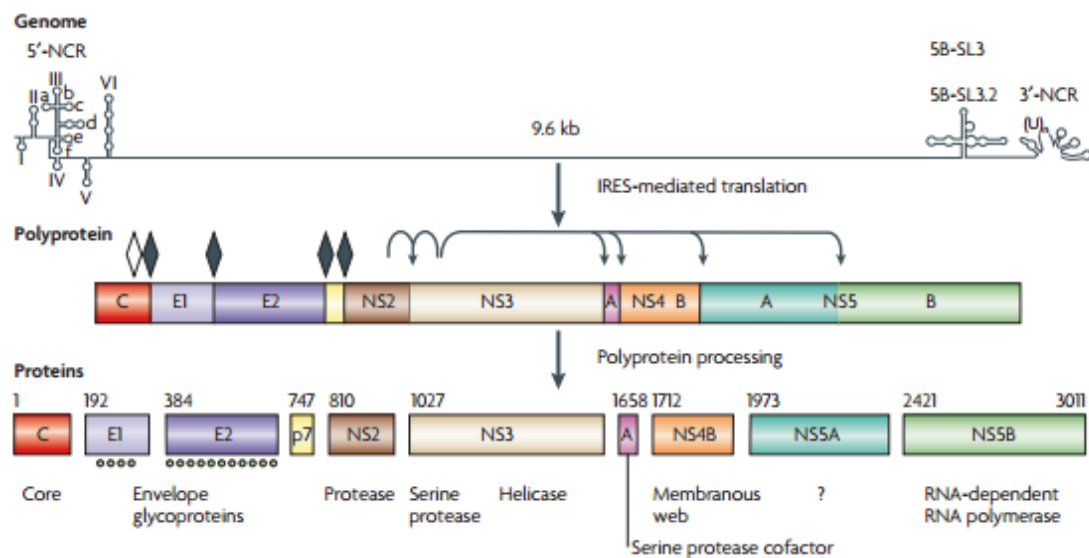 Genome
5′-NCR
5B-SL3
III
VI
II
a
b
c
5B-SL3.2
3′-NCR
d
(U)n
9.6 kb
e
I
f
IV
V
IRES-mediated translation
Polyprotein
C
E1
E2
NS2
NS3
A
NS4 B
A
NS5
B
Polyprotein processing
Proteins
1
192
384
747
810
1027
1658
1712
1973
2421
3011
C
E1
E2
p7
NS2
NS3
A
NS4B
NS5A
NS5B
Core
Envelope
glycoproteins
Protease
Serine
protease
Helicase
Membranous
web
?
RNA-dependent
RNA polymerase
Serine protease cofactor